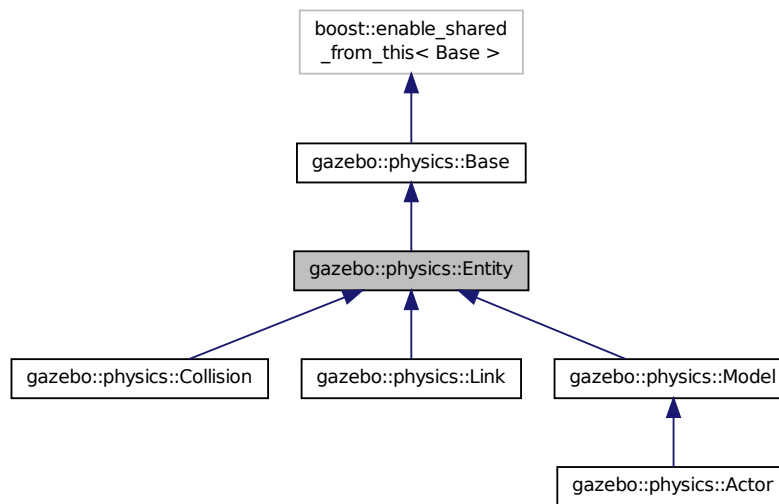 boost::enable_shared
_from_this< Base >
gazebo::physics::Base
gazebo::physics::Entity
gazebo::physics::Collision
gazebo::physics::Link
gazebo::physics::Model
gazebo::physics::Actor